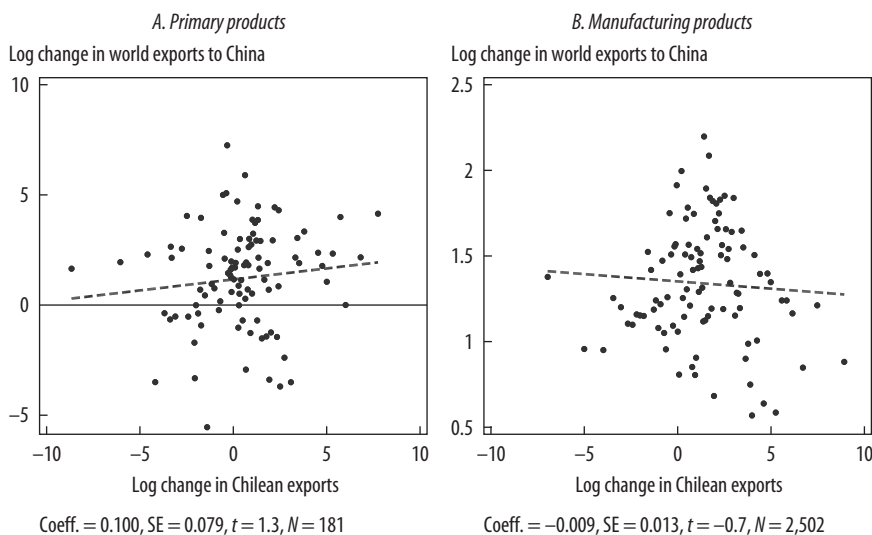 A. Primary products
Log change in world exports to China
10
5
0
−5
−10
−5
0
5
10
Log change in Chilean exports
Coeff. = 0.100, SE = 0.079, t = 1.3, N = 181
B. Manufacturing products
Log change in world exports to China
2.5
2
1.5
1
0.5
−10
−5
0
5
10
Log change in Chilean exports
Coeff. = −0.009, SE = 0.013, t = −0.7, N = 2,502